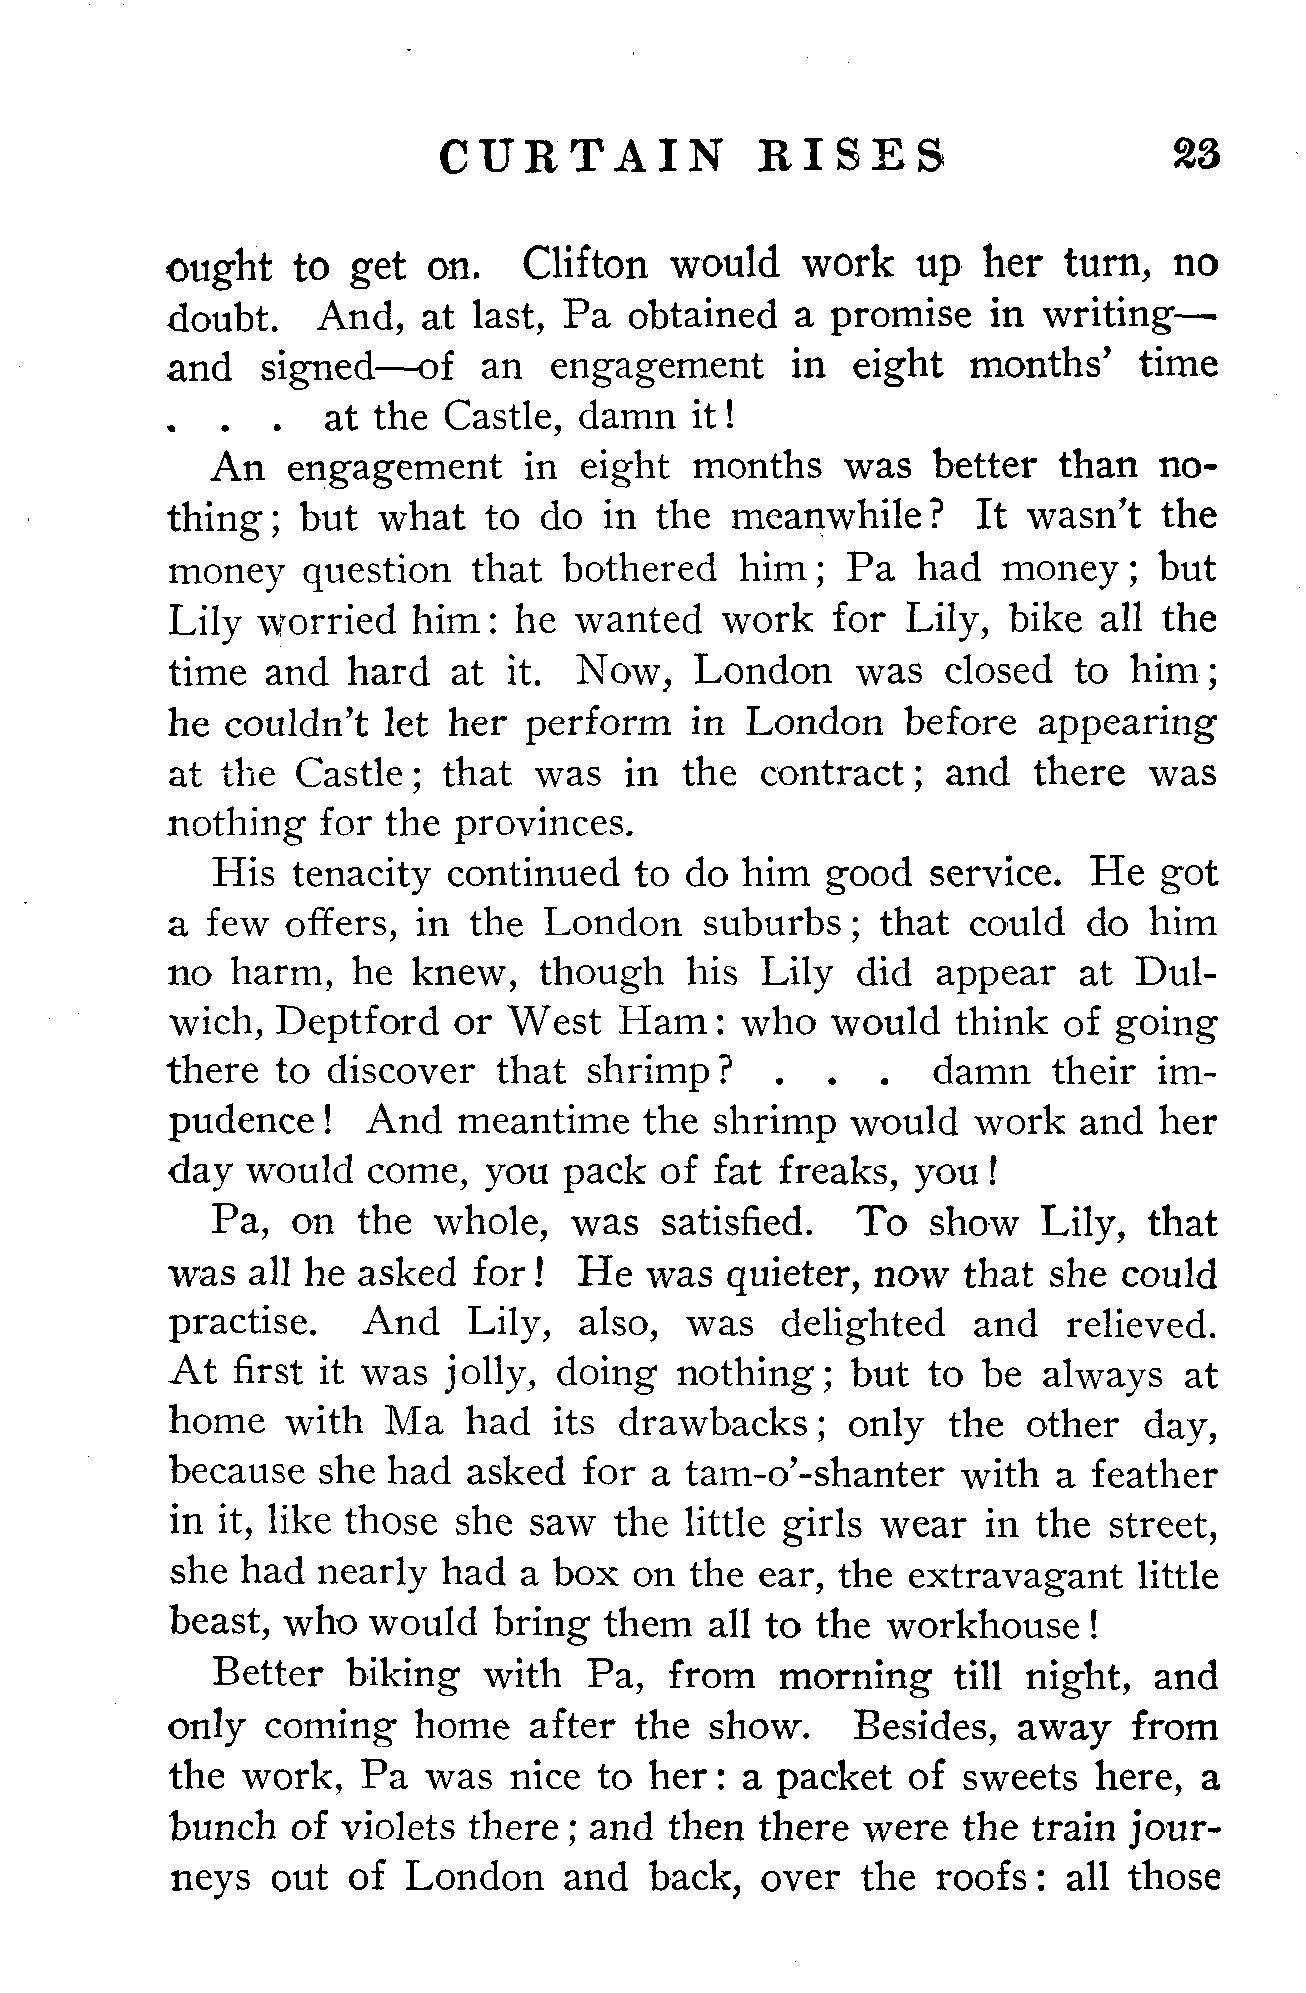 CURTAIN RISES 23
ought to get on. Clifton would work up her turn, no
doubt. And, at last, Pa obtained a promise in writing—
and signed—of an engagement in eight months' time
. . . at the Castle, damn it!
An engagement in eight months was better than no-
thing; but what to do in the meanwhile? It wasn't the
money question that bothered him; Pa had money; but
Lily worried him: he wanted work for Lily, bike all the
time and hard at it. Now, London was closed to him;
he couldn't let her perform in London before appearing
at the Castle; that was in the contract; and there was
nothing for the provinces.
His tenacity continued to do him good service. He got
a few offers, in the London suburbs; that could do him
no harm, he knew, though his Lily did appear at Dul-
wich, Deptford or West Ham: who would think of going
there to discover that shrimp? . . . damn their im-
pudence! And meantime the shrimp would work and her
day would come, you pack of fat freaks, you!
Pa, on the whole, was satisfied. To show Lily, that
was all he asked for! He was quieter, now that she could
practise. And Lily, also, was delighted and relieved.
At first it was jolly, doing nothing; but to be always at
home with Ma had its drawbacks; only the other day,
because she had asked for a tam-o'-shanter with a feather
in it, like those she saw the little girls wear in the street,
she had nearly had a box on the ear, the extravagant little
beast, who would bring them all to the workhouse!
Better biking with Pa, from morning till night, and
only coming home after the show. Besides, away from
the work, Pa was nice to her: a packet of sweets here, a
bunch of violets there; and then there were the train jour-
neys out of London and back, over the roofs: all those